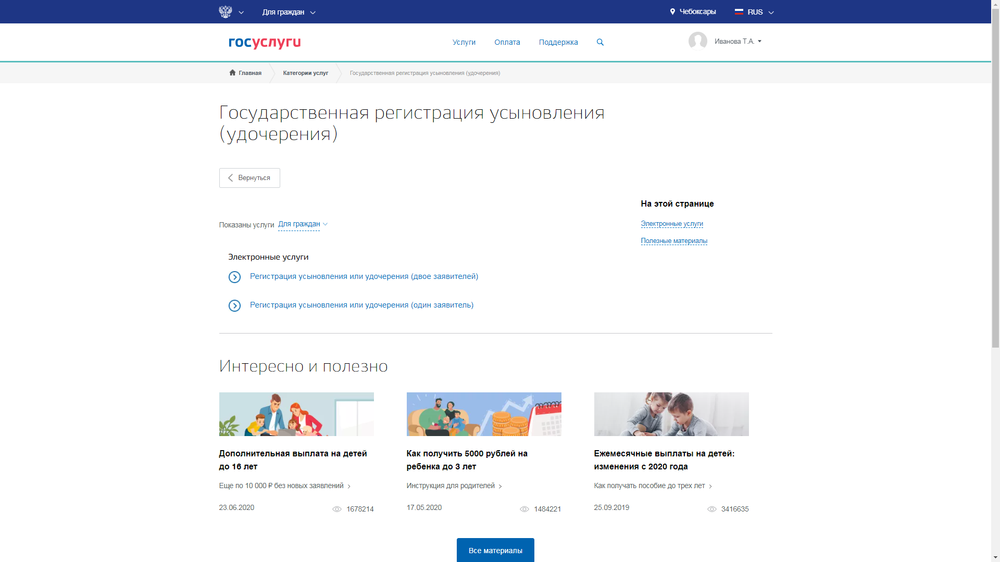 Для граждан
Чебоксары
RUS
госуслуги
Услуги
Оплата
Поддержка
Иванова Т.А.
Главная
Категории услуг
Государственная регистрация усыновления (удочерения)
Государственная регистрация усыновления
(удочерения)
Вернуться
На этой странице
Электронные услуги
Полезные материалы
Показаны услуги Для граждан
Электронные услуги
Регистрация усыновления или удочерения (двое заявителей)
Регистрация усыновления или удочерения (один заявитель)
Интересно и полезно
Дополнительная выплата на детей
до 16 лет
Еще по 10 000 ₽ без новых заявлений
23.06.2020
1678214
Как получить 5000 рублей на
ребенка до 3 лет
Инструкция для родителей
17.05.2020
1484221
Ежемесячные выплаты на детей:
изменения с 2020 года
Как получать пособие до трех лет
25.09.2019
3416635
Все материалы